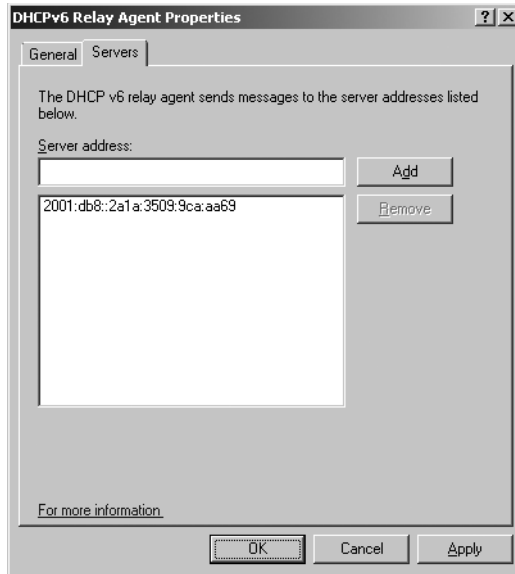 DHCPv6 Relay Agent Properties ? X
General Servers
The DHCP v6 relay agent sends messages to the server addresses listed
below.
Server address:
Add
2001:db8::2a1a:3509:9ca:aa69
Remove
For more information
OK Cancel Apply